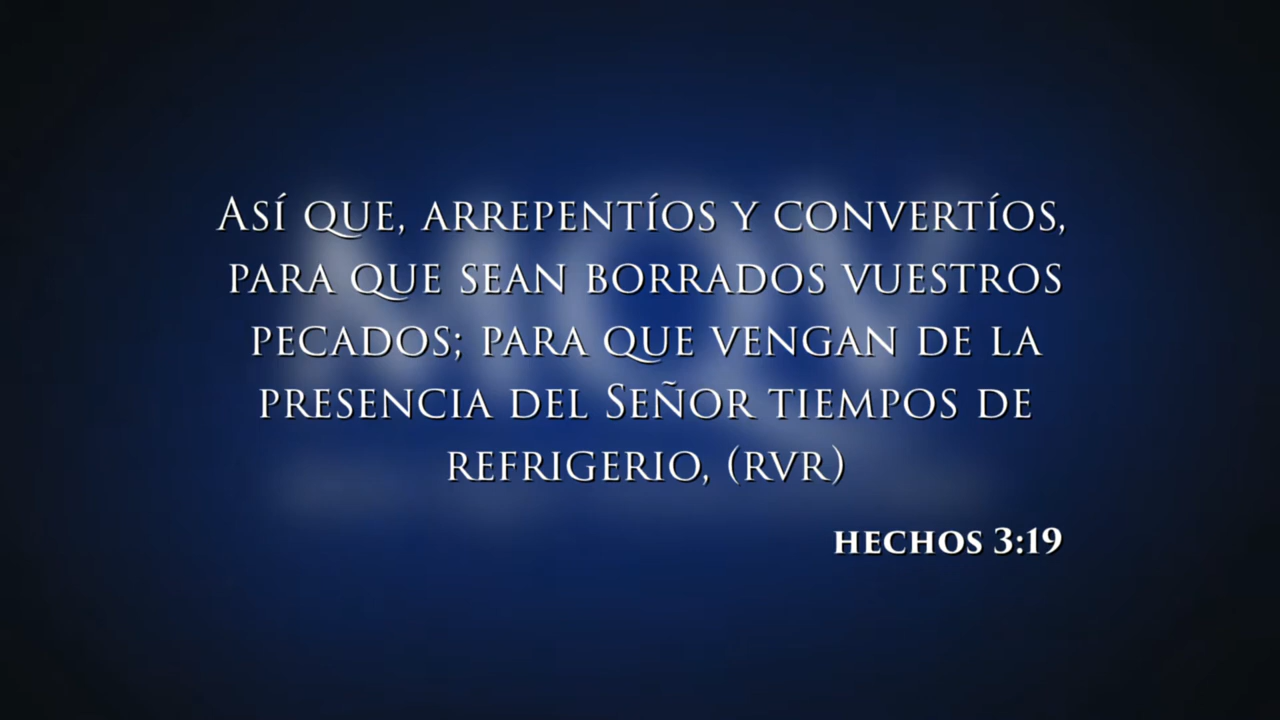 Así que, arrepentíos y convertíos,
para que sean borrados vuestros
pecados; para que vengan de la
presencia del Señor tiempos de
refrigerio, (rvr)
hechos 3:19